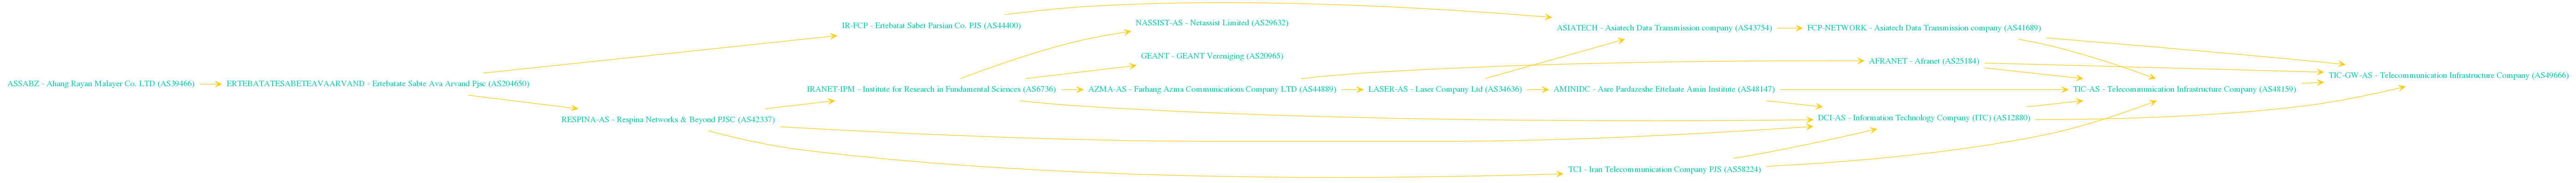 ASSABZ - Ahang Rayan Malayer Co. LTD (AS39466)
ERTEBATATESABETEAVAARVAND - Ertebatate Sabte Ava Arvand Pjsc (AS204650)
IR-FCP - Ertebatat Sabet Parsian Co. PJS (AS44400)
RESPINA-AS - Respina Networks & Beyond PJSC (AS42337)
IRANET-IPM - Institute for Research in Fundamental Sciences (AS6736)
NASSIST-AS - Netassist Limited (AS29632)
GEANT - GEANT Vereniging (AS20965)
AZMA-AS - Farhang Azma Communications Company LTD (AS44889)
LASER-AS - Laser Company Ltd (AS34636)
ASIATECH - Asiatech Data Transmission company (AS43754)
AMINIDC - Asre Pardazeshe Ettelaate Amin Institute (AS48147)
TCI - Iran Telecommunication Company PJS (AS58224)
FCP-NETWORK - Asiatech Data Transmission company (AS41689)
AFRANET - Afranet (AS25184)
DCI-AS - Information Technology Company (ITC) (AS12880)
TIC-AS - Telecommunication Infrastructure Company (AS48159)
TIC-GW-AS - Telecommunication Infrastructure Company (AS49666)